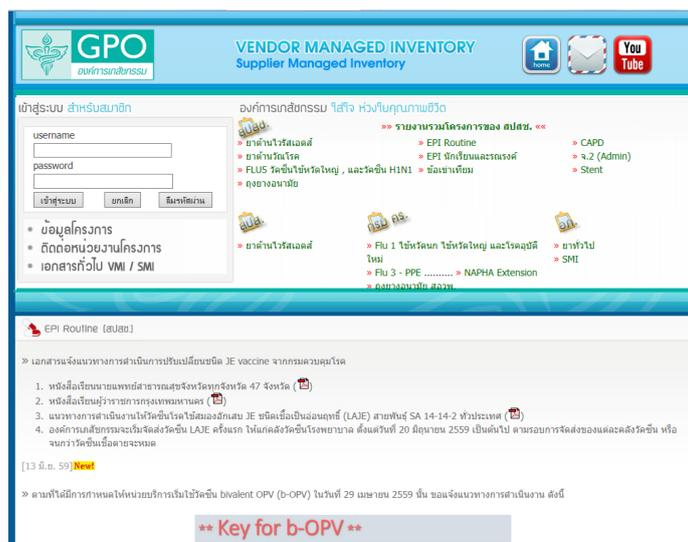 GPO
องค์การเภสัชกรรม
VENDOR MANAGED INVENTORY
Supplier Managed Inventory
home
You
Tube
เข้าสู่ระบบ สำหรับสมาชิก
องค์การเภสัชกรรม ใส่ใจ ห่วงใยคุณภาพชีวิต
username
password
เข้าสู่ระบบ
ยกเลิก
ลืมรหัสผ่าน
ข้อมูลโครงการ
ติดต่อหน่วยงานโครงการ
เอกสารทั่วไป VMI / SMI
»» รายงานรวมโครงการของ สปสช. ««
» ยาต้านไวรัสเอดส์
» EPI Routine
» CAPD
» ยาต้านวัณโรค
» EPI นักเรียนและรณรงค์
» จ.2 (Admin)
» FLU5 วัคซีนไข้หวัดใหญ่ , และวัคซีน H1N1
» ข้อเข่าเทียม
» Stent
» ถุงยางอนามัย
สปส.
กรม คร.
อภ.
» ยาต้านไวรัสเอดส์
» Flu 1 ไข้หวัดนก ไข้หวัดใหญ่ และโรคอุบัติ
ใหม่
» ยาทั่วไป
» SMI
» Flu 3 - PPE .......... » NAPHA Extension
» ถุงยางอนามัย สอวพ.
EPI Routine (สปสช.)
» เอกสารแจ้งแนวทางการดำเนินการปรับเปลี่ยนชนิด JE vaccine จากกรมควบคุมโรค
1. หนังสือเรียนนายแพทย์สาธารณสุขจังหวัดทุกจังหวัด 47 จังหวัด ( )
2. หนังสือเรียนผู้ว่าราชการกรุงเทพมหานคร ( )
3. แนวทางการดำเนินงานให้วัคซีนโรคไข้สมองอักเสบ JE ชนิดเชื้อเป็นอ่อนฤทธิ์ (LAJE) สายพันธุ์ SA 14-14-2 ทั่วประเทศ ( )
4. องค์การเภสัชกรรมจะเริ่มจัดส่งวัคซีน LAJE ครั้งแรก ให้แก่คลังวัคซีนโรงพยาบาล ตั้งแต่วันที่ 20 มิถุนายน 2559 เป็นต้นไป ตามรอบการจัดส่งของแต่ละคลังวัคซีน หรือ
จนกว่าวัคซีนเชื้อตายจะหมด
[13 มิ.ย. 59] New!
» ตามที่ได้มีการกำหนดให้หน่วยบริการเริ่มใช้วัคซีน bivalent OPV (b-OPV) ในวันที่ 29 เมษายน 2559 นั้น ขอแจ้งแนวทางการดำเนินงาน ดังนี้
** Key for b-OPV **